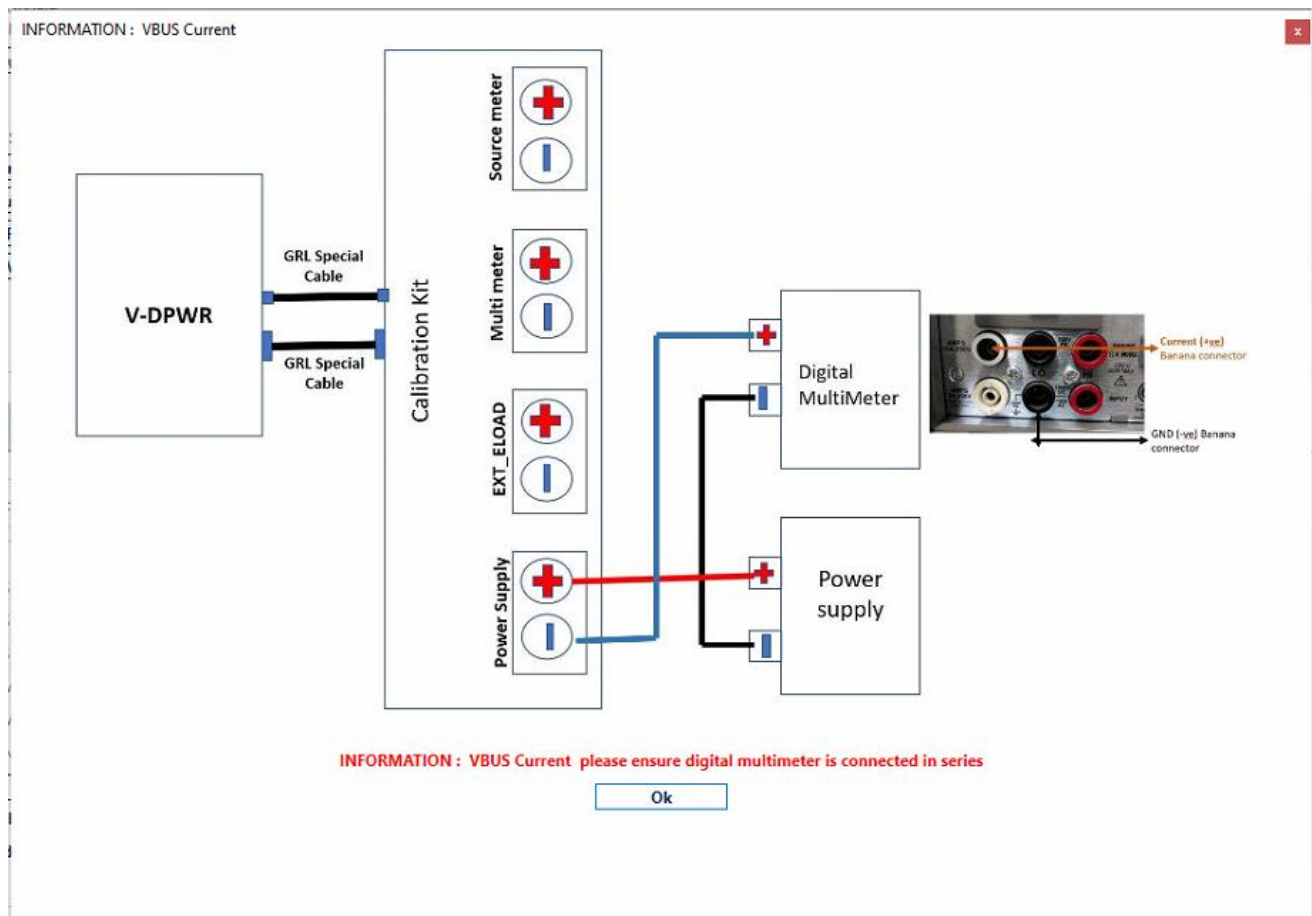 INFORMATION : VBUS Current
x
Source meter
Multi meter
EXT_ELOAD
Power Supply
Calibration Kit
V-DPWR
GRL Special
Cable
GRL Special
Cable
Digital
MultiMeter
Power
supply
LO
INPUT
Current (+ve)
Banana connector
GND (-ve) Banana
connector
INFORMATION : VBUS Current please ensure digital multimeter is connected in series
Ok